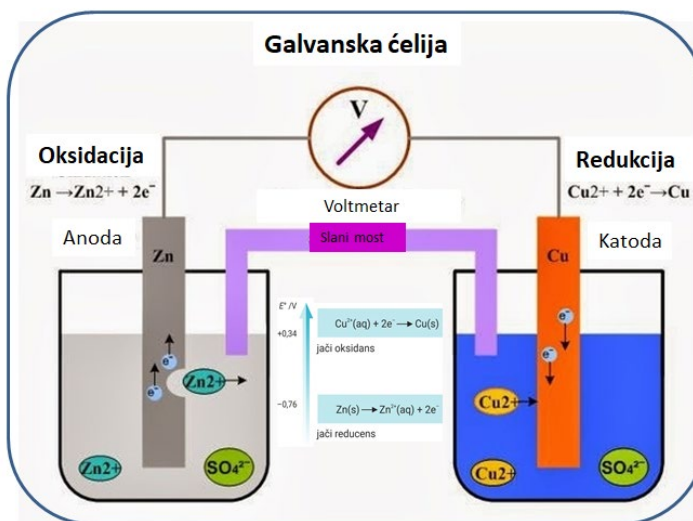 Galvanska ćelija
V
Oksidacija
Zn →Zn2+ + 2e⁻
Redukcija
Cu2+ + 2e⁻→Cu
Voltmetar
Slani most
Anoda
Katoda
Zn
Cu
E° /V
+0,34
Cu²⁺(aq) + 2e⁻ → Cu(s)
jači oksidans
−0,76
Zn(s) → Zn²⁺(aq) + 2e⁻
jači reducens
e⁻
e⁻
Zn2+
Zn2+
SO₄²⁻
e⁻
e⁻
Cu2+
Cu2+
SO₄²⁻